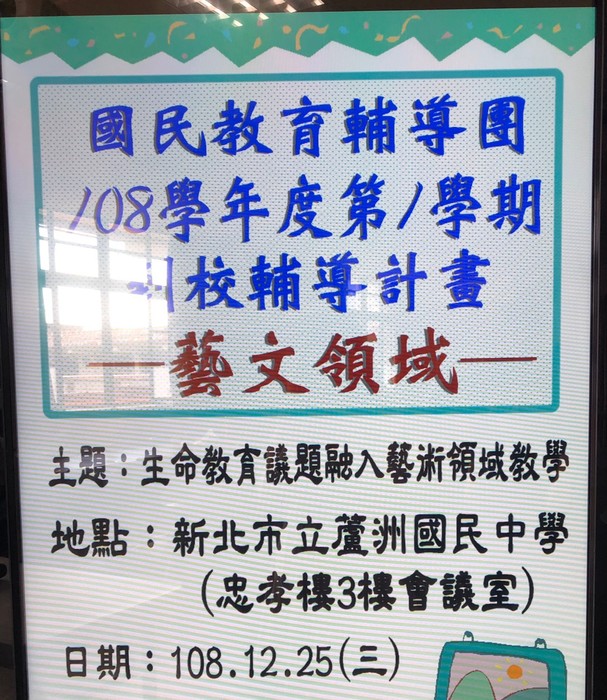 國民教育輔導團
108學年度第1學期
到校輔導計畫
—藝文領域—
主題：生命教育議題融入藝術領域教學
地點：新北市立蘆洲國民中學
(忠孝樓3樓會議室)
日期：108.12.25(三)